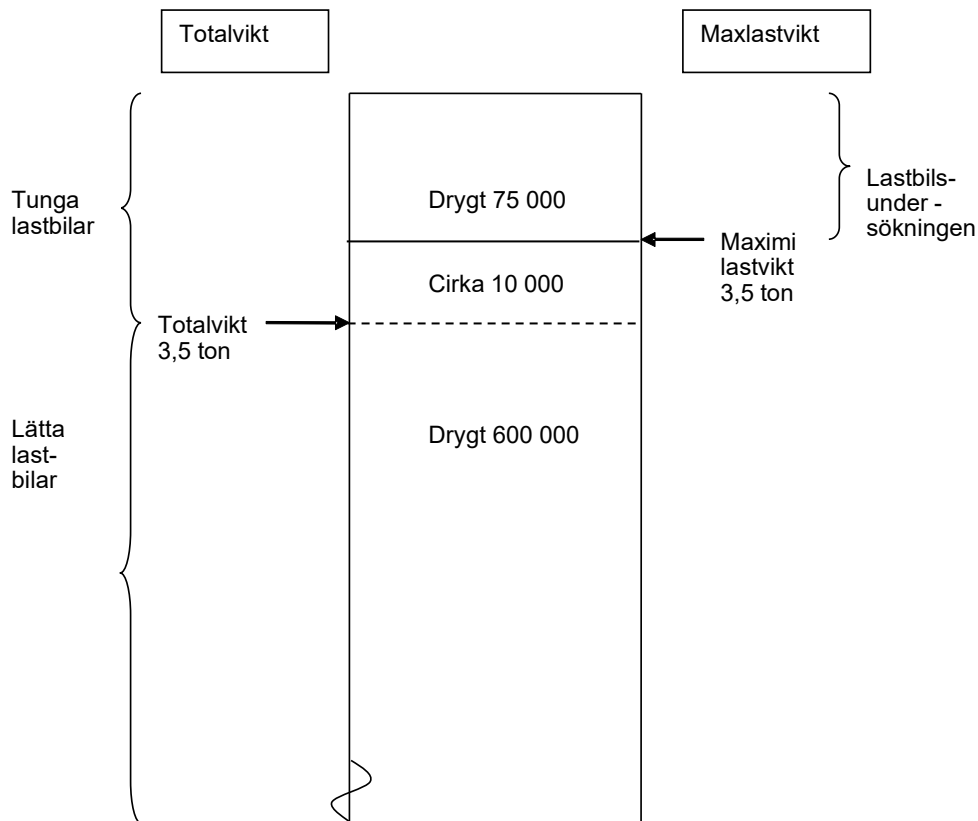 Totalvikt
Maxlastvikt
Tunga
lastbilar
Drygt 75 000
Lastbils-
under -
sökningen
Maximi
lastvikt
3,5 ton
Cirka 10 000
Totalvikt
3,5 ton
Lätta
last-
bilar
Drygt 600 000